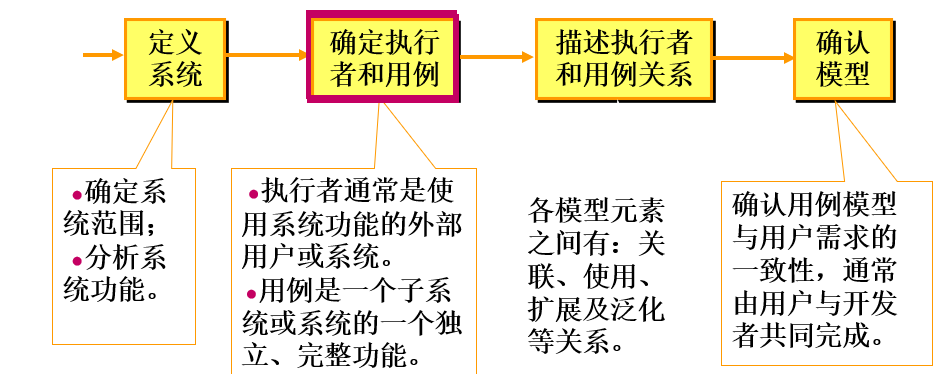 定义
系统
确定执行
者和用例
描述执行者
和用例关系
确认
模型
●确定系
统范围；
●分析系
统功能。
●执行者通常是使
用系统功能的外部
用户或系统。
●用例是一个子系
统或系统的一个独
立、完整功能。
各模型元素
之间有：关
联、使用、
扩展及泛化
等关系。
确认用例模型
与用户需求的
一致性，通常
由用户与开发
者共同完成。